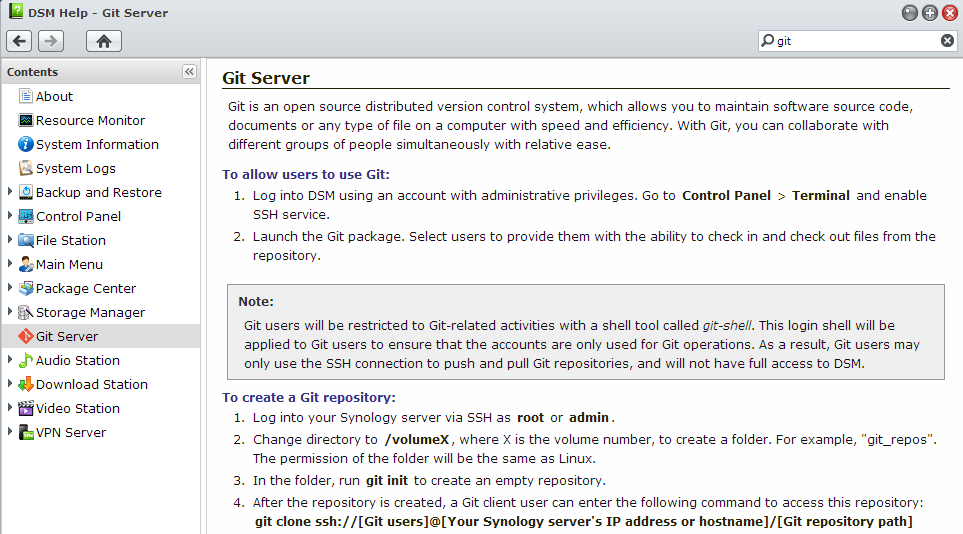 DSM Help - Git Server
git
Contents
About
Resource Monitor
System Information
System Logs
Backup and Restore
Control Panel
File Station
Main Menu
Package Center
Storage Manager
Git Server
Audio Station
Download Station
Video Station
VPN Server
Git Server
Git is an open source distributed version control system, which allows you to maintain software source code,
documents or any type of file on a computer with speed and efficiency. With Git, you can collaborate with
different groups of people simultaneously with relative ease.
To allow users to use Git:
1. Log into DSM using an account with administrative privileges. Go to Control Panel > Terminal and enable
SSH service.
2. Launch the Git package. Select users to provide them with the ability to check in and check out files from the
repository.
Note:
Git users will be restricted to Git-related activities with a shell tool called git-shell. This login shell will be
applied to Git users to ensure that the accounts are only used for Git operations. As a result, Git users may
only use the SSH connection to push and pull Git repositories, and will not have full access to DSM.
To create a Git repository:
1. Log into your Synology server via SSH as root or admin.
2. Change directory to /volumeX, where X is the volume number, to create a folder. For example, "git_repos".
The permission of the folder will be the same as Linux.
3. In the folder, run git init to create an empty repository.
4. After the repository is created, a Git client user can enter the following command to access this repository:
git clone ssh://[Git users]@[Your Synology server's IP address or hostname]/[Git repository path]